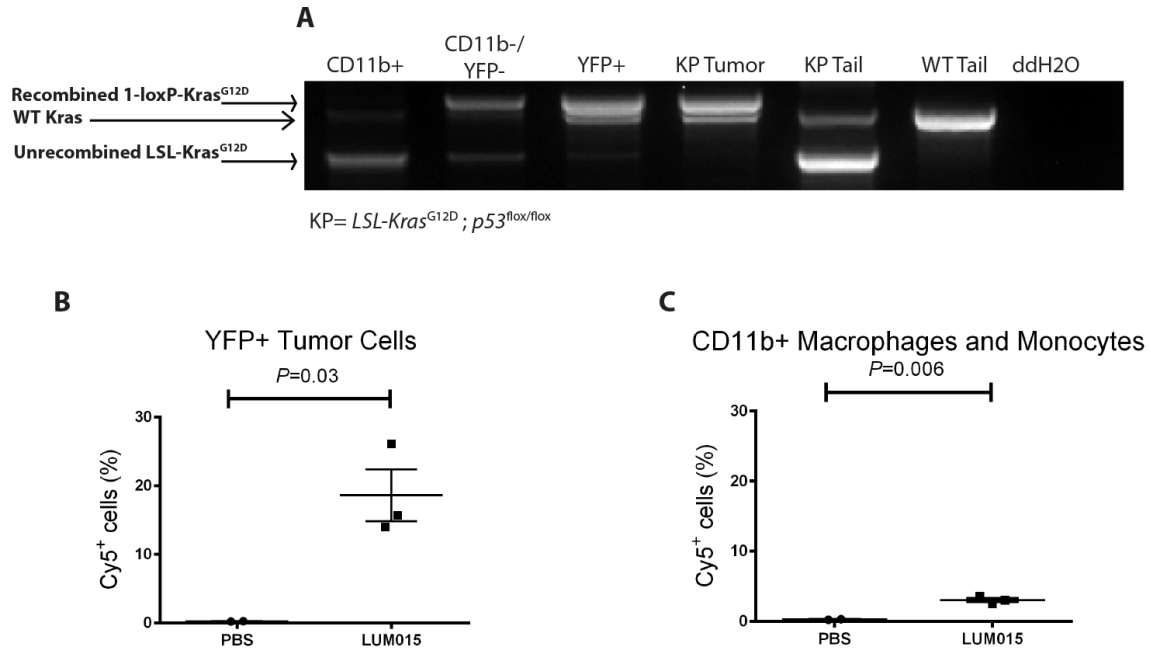 A
CD11b+
CD11b-/
YFP-
YFP+
KP Tumor
KP Tail
WT Tail
ddH2O
Recombined 1-loxP-KrasG12D
WT Kras
Unrecombined LSL-KrasG12D
KP= LSL-KrasG12D ; p53flox/flox
B
YFP+ Tumor Cells
P=0.03
Cy5+ cells (%)
30
20
10
0
PBS
LUM015
C
CD11b+ Macrophages and Monocytes
P=0.006
Cy5+ cells (%)
30
20
10
0
PBS
LUM015